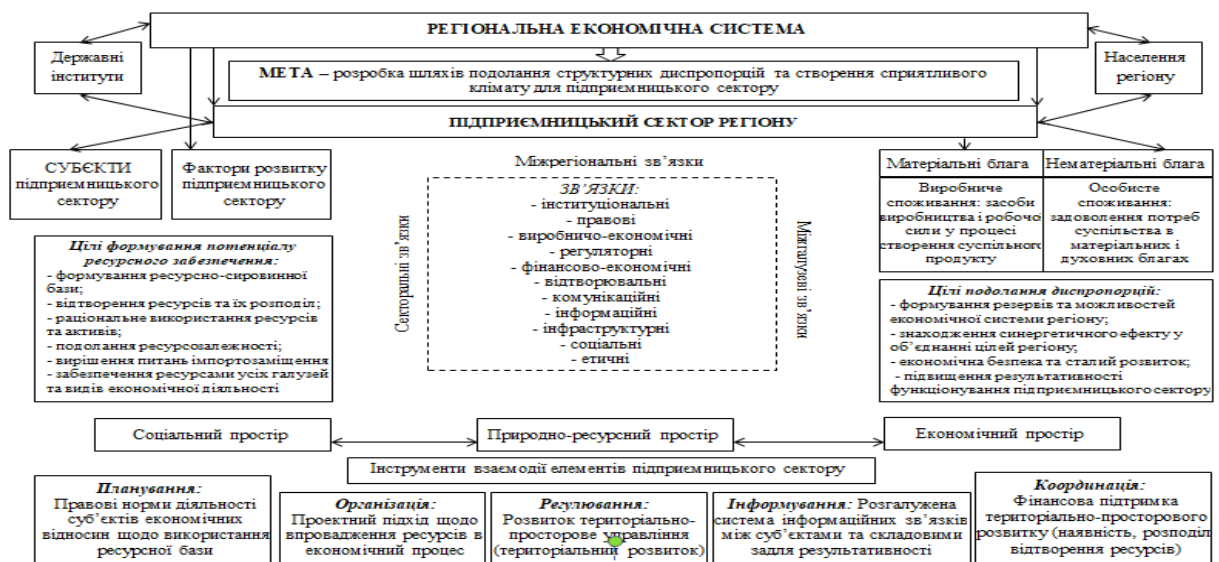 РЕГІОНАЛЬНА ЕКОНОМІЧНА СИСТЕМА
Державні
інститути
Населення
регіону
МЕТА – розробка шляхів подолання структурних диспропорцій та створення сприятливого
клімату для підприємницького сектору
ПІДПРИЄМНИЦЬКИЙ СЕКТОР РЕГІОНУ
СУБЄКТИ
підприємницького
сектору
Фактори розвитку
підприємницького
сектору
Міжрегіональні зв’язки
Секторальні зв’язки
ЗВ’ЯЗКИ:
- інституціональні
- правові
- виробничо-економічні
- регуляторні
- фінансово-економічні
- відтворювальні
- комунікаційні
- інформаційні
- інфраструктурні
- соціальні
- етичні
Міжгалузеві зв’язки
Матеріальні блага
Виробниче
споживання: засоби
виробництва і робочої
сили у процесі
створення суспільного
продукту
Нематеріальні блага
Особисте
споживання:
задоволення потреб
суспільства в
матеріальних і
духовних благах
Цілі формування потенціалу
ресурсного забезпечення:
- формування ресурсно-сировинної
бази;
- відтворення ресурсів та їх розподіл;
- раціональне використання ресурсів
та активів;
- подолання ресурсозалежності;
- вирішення питань імпортозаміщення
- забезпечення ресурсами усіх галузей
та видів економічної діяльності
Цілі подолання диспропорцій:
- формування резервів та можливостей
економічної системи регіону;
- знаходження синергетичного ефекту у
об’єднанні цілей регіону;
- економічна безпека та сталий розвиток;
- підвищення результативності
функціонування підприємницького сектору
Соціальний простір
Природно-ресурсний простір
Економічний простір
Інструменти взаємодії елементів підприємницького сектору
Планування:
Правові норми діяльності
суб’єктів економічних
відносин щодо використання
ресурсної бази
Організація:
Проектний підхід щодо
впровадження ресурсів в
економічний процес
Регулювання:
Розвиток територіально-
просторове управління
(територіальний розвиток)
Інформування: Розгалужена
система інформаційних зв’язків
між суб’єктами та складовими
задля результативності
Координація:
Фінансова підтримка
територіально-просторового
розвитку (наявність, розподіл
відтворення ресурсів)